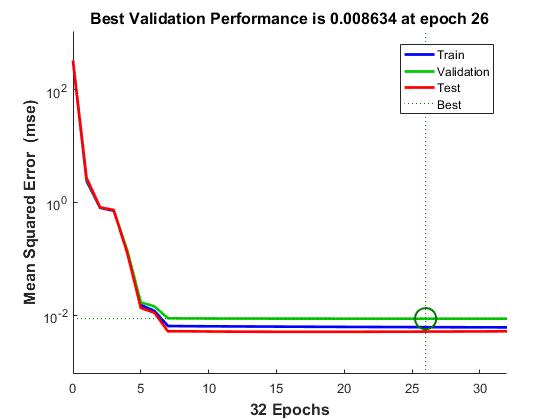 Best Validation Performance is 0.008634 at epoch 26
Mean Squared Error (mse)
10^2
10^0
10^-2
Train
Validation
Test
Best
0 5 10 15 20 25 30
32 Epochs